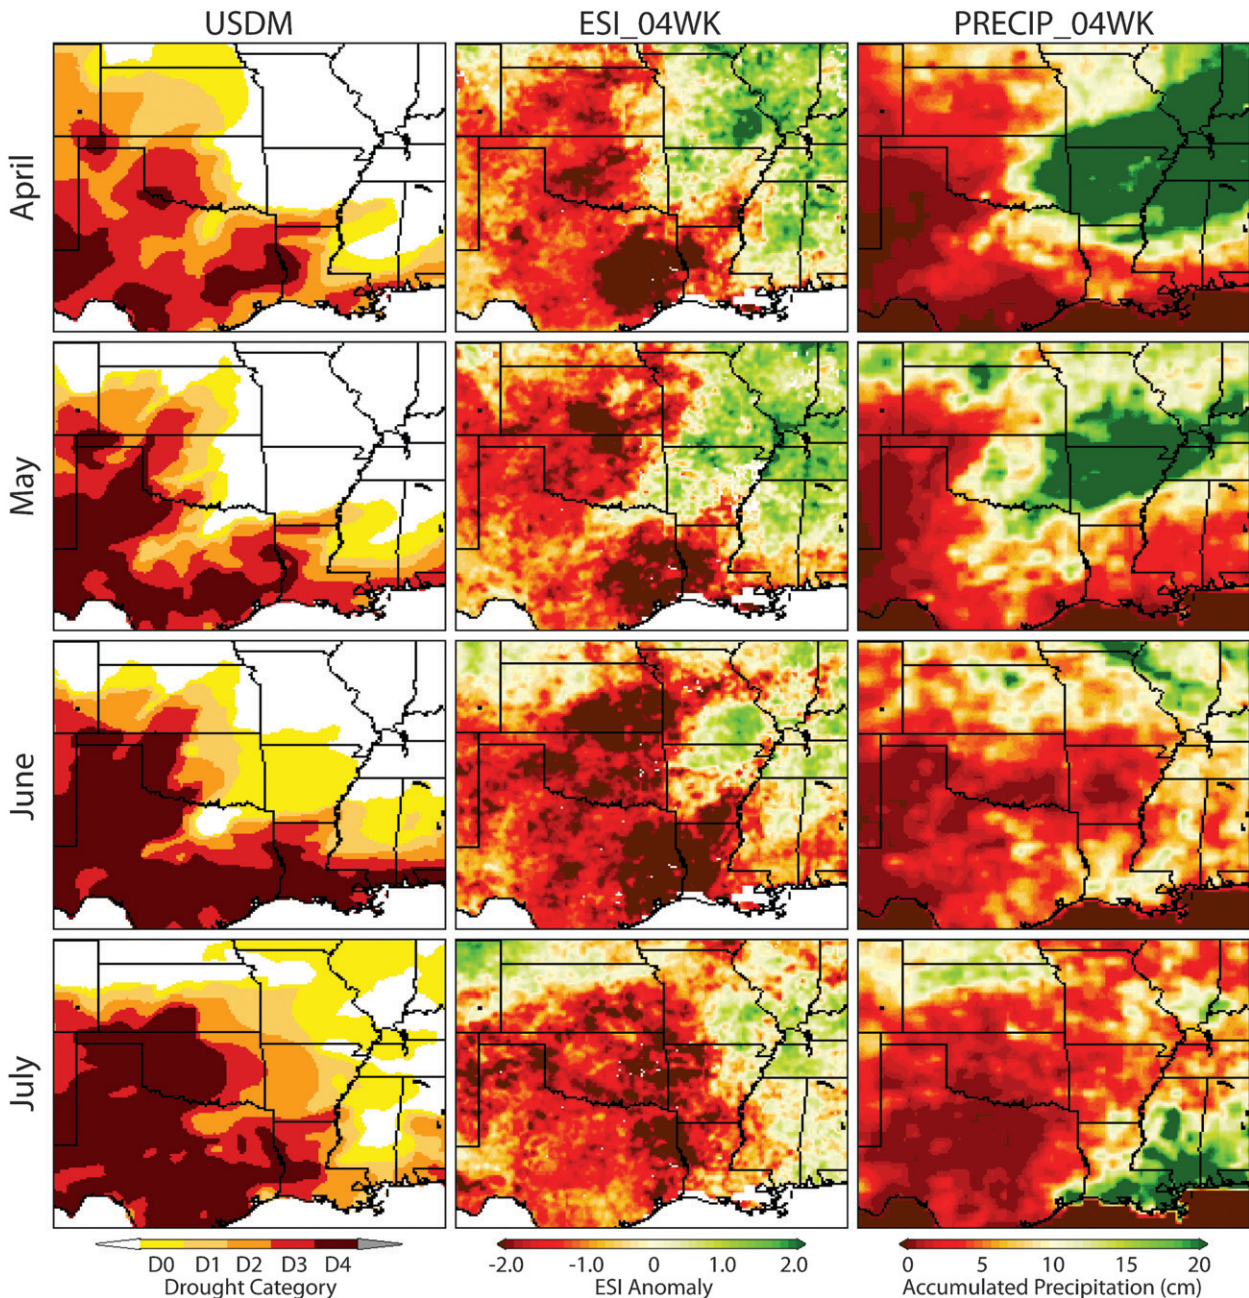 USDM ESI_04WK PRECIP_04WK
April
May
June
July
D0 D1 D2 D3 D4 -2.0 -1.0 0 1.0 2.0 0 5 10 15 20
Drought Category ESI Anomaly Accumulated Precipitation (cm)